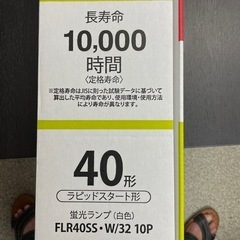 長寿命
10,000
時間
〈定格寿命〉
※定格寿命はJISに則った試験データに基づいて
算出した平均寿命であり、使用環境・使用方法
により寿命が異なります。
40
形
ラピッドスタート形
蛍光ランプ(白色)
FLR40SS・W/32 10P